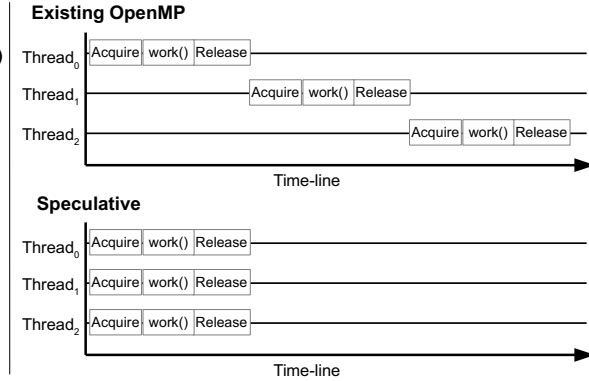 Existing OpenMP
)
Thread0 Acquire work() Release
Thread1 Acquire work() Release
Thread2 Acquire work() Release
Time-line
Speculative
Thread0 Acquire work() Release
Thread1 Acquire work() Release
Thread2 Acquire work() Release
Time-line